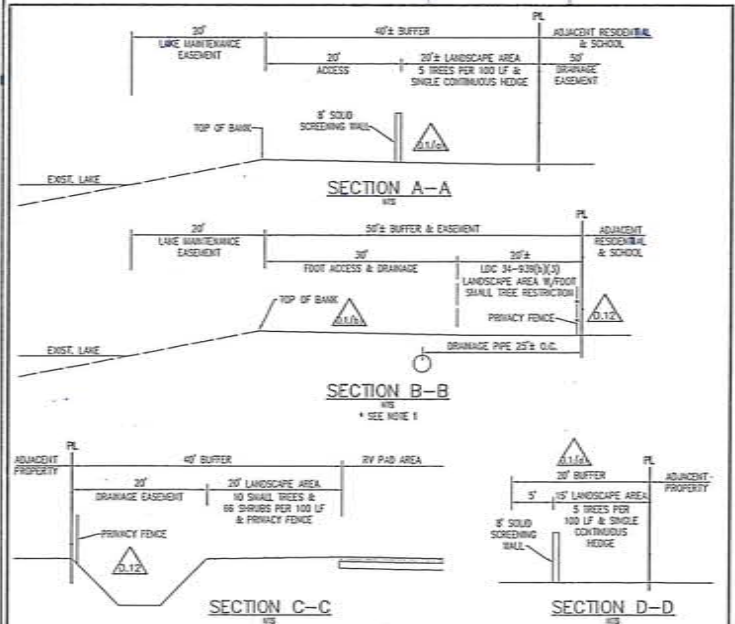 PL
20'
LAKE MAINTENANCE
EASEMENT
40'± BUFFER
ADJACENT RESIDENTIAL
& SCHOOL
20'
ACCESS
20'± LANDSCAPE AREA
5 TREES PER 100 LF &
SINGLE CONTINUOUS HEDGE
50'
DRAINAGE
EASEMENT
8' SOLID
SCREENING WALL
TOP OF BANK
EXIST. LAKE
SECTION A-A
NTS
PL
20'
LAKE MAINTENANCE
EASEMENT
50'± BUFFER & EASEMENT
ADJACENT
RESIDENTIAL
& SCHOOL
30'
FOOT ACCESS & DRAINAGE
20'±
LDC 34-939(b)(3)
LANDSCAPE AREA W/FOOT
SMALL TREE RESTRICTION
TOP OF BANK
PRIVACY FENCE
D.12
DRAINAGE PIPE 25'± O.C.
EXIST. LAKE
SECTION B-B
NTS
* SEE NOTE 1
PL
ADJACENT
PROPERTY
40' BUFFER
RV PAD AREA
20'
DRAINAGE EASEMENT
20' LANDSCAPE AREA
10 SMALL TREES &
66 SHRUBS PER 100 LF
& PRIVACY FENCE
PRIVACY FENCE
D.12
SECTION C-C
NTS
20' BUFFER
PL
ADJACENT
PROPERTY
5'
15' LANDSCAPE AREA
5 TREES PER
100 LF & SINGLE
CONTINUOUS
HEDGE
8' SOLID
SCREENING
WALL
SECTION D-D
NTS